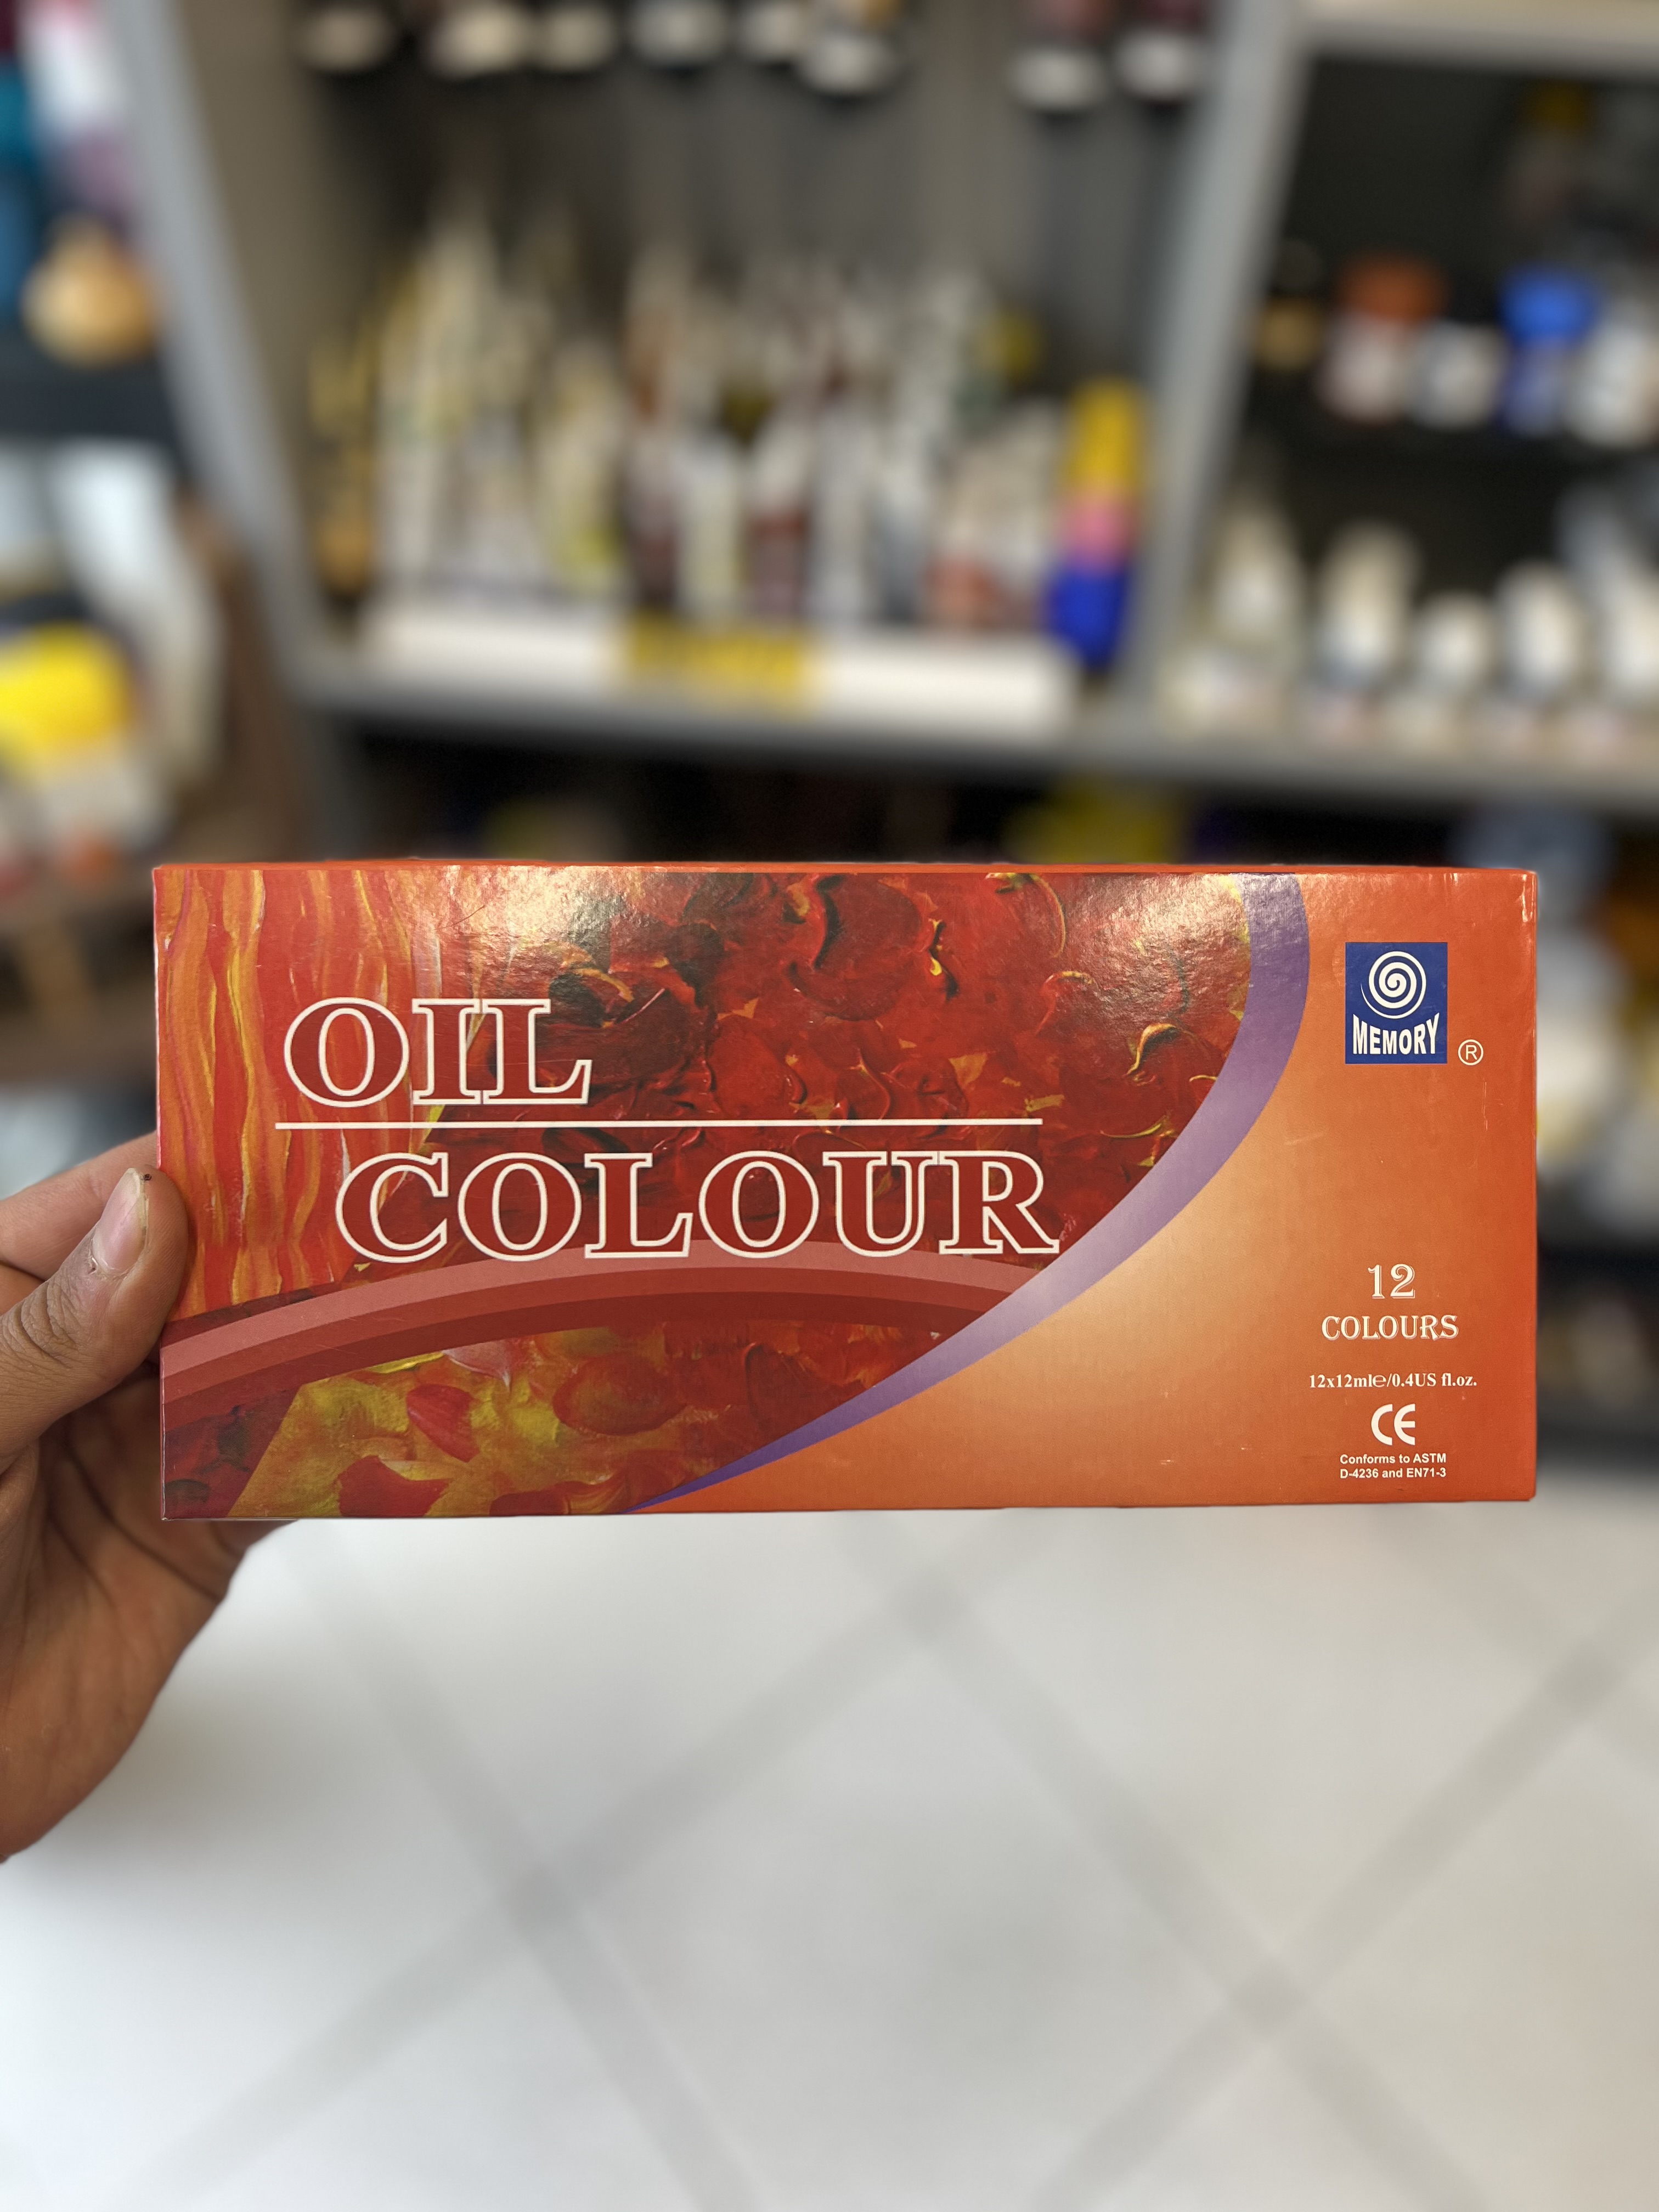 OIL
COLOUR
MEMORY
®
12
COLOURS
12x12ml℮/0.4US fl.oz.
CE
Conforms to ASTM
D-4236 and EN71-3